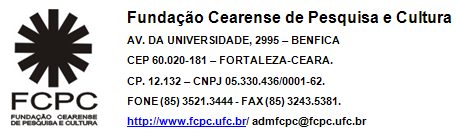 Fundação Cearense de Pesquisa e Cultura
AV. DA UNIVERSIDADE, 2995 – BENFICA
CEP 60.020-181 – FORTALEZA-CEARA.
CP. 12.132 – CNPJ 05.330.436/0001-62.
FONE (85) 3521.3444 - FAX (85) 3243.5381.
http://www.fcpc.ufc.br/ admfcpc@fcpc.ufc.br
FCPC
FUNDAÇÃO CEARENSE
DE PESQUISA E CULTURA